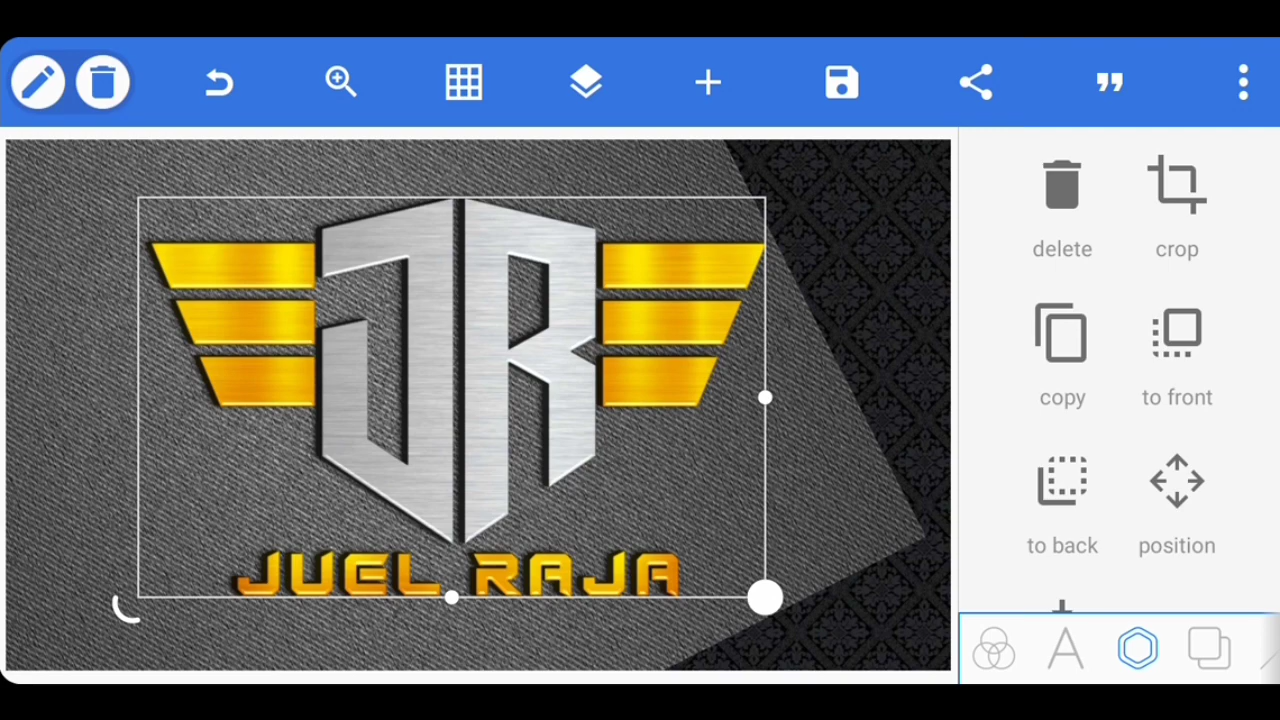 JR
JUEL RAJA
delete
crop
copy
to front
to back
position